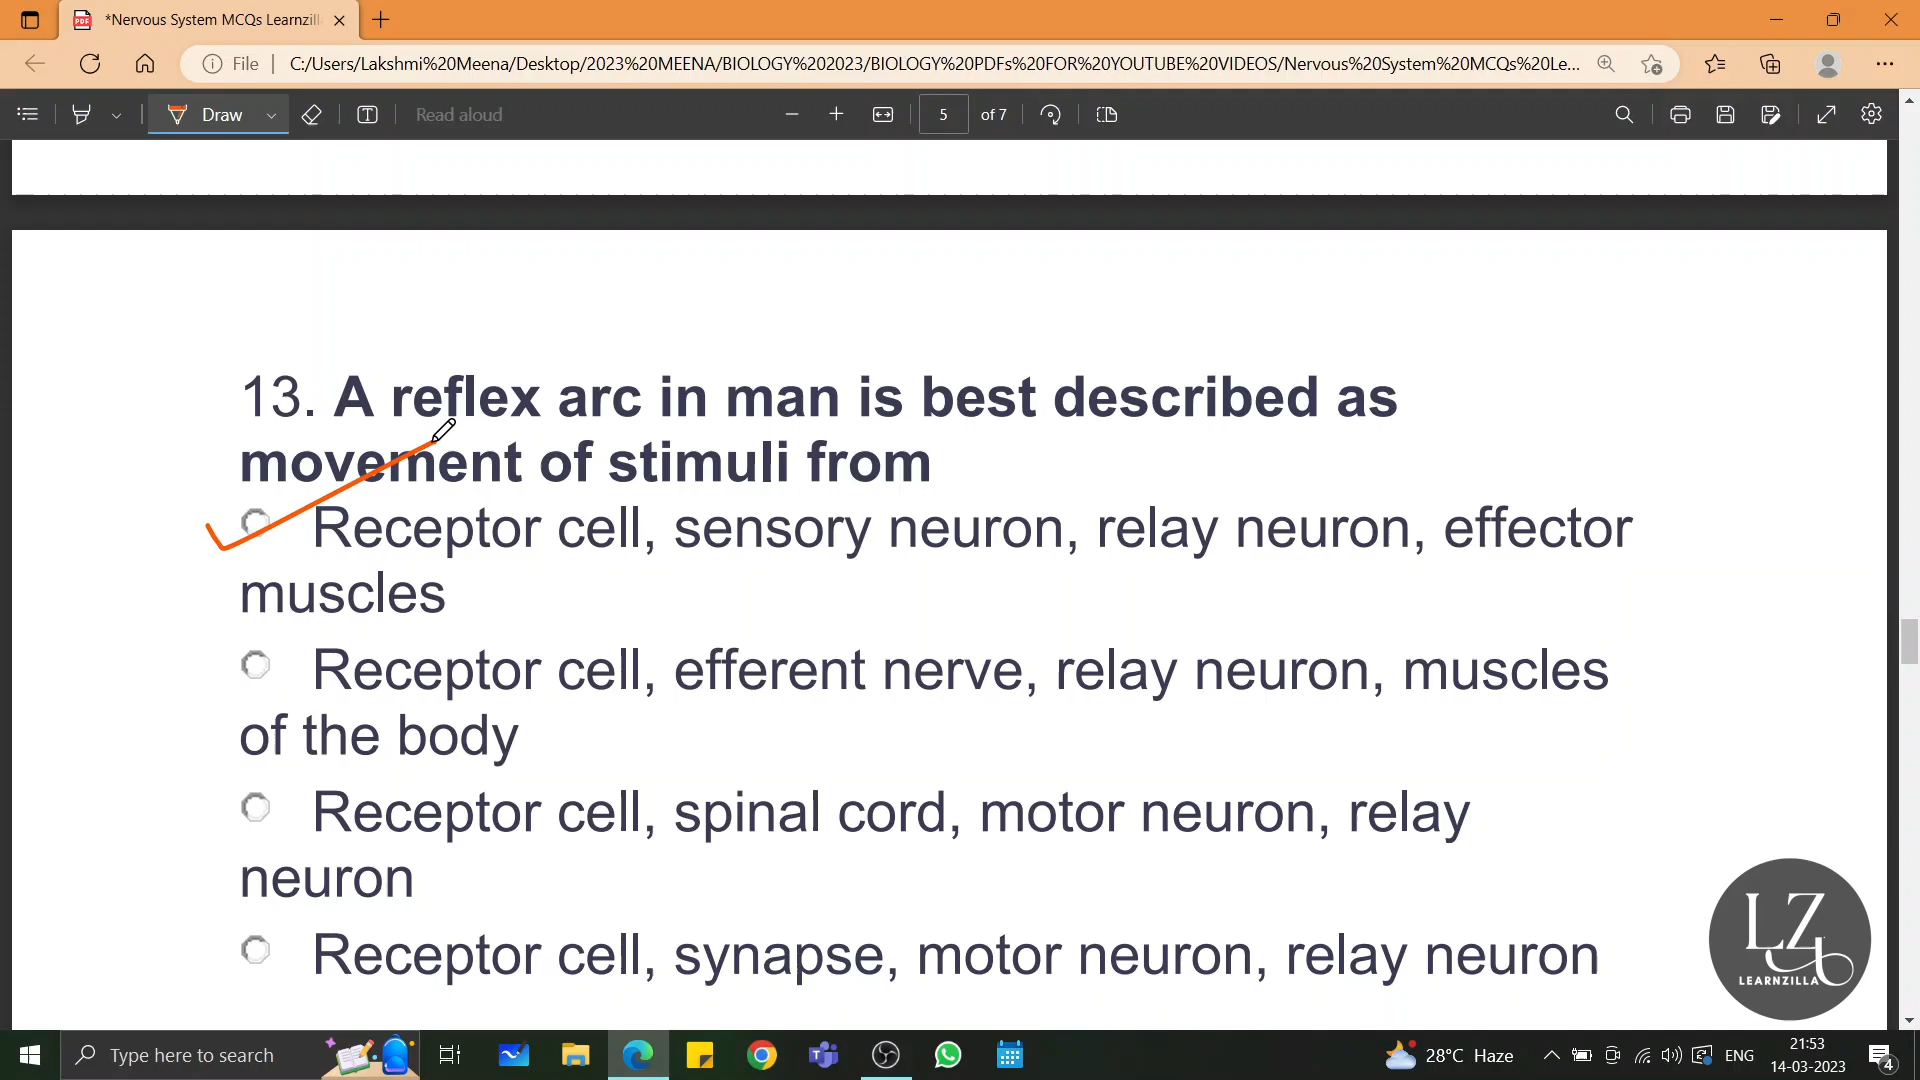 *Nervous System MCQs Learnzill
File
C:/Users/Lakshmi%20Meena/Desktop/2023%20MEENA/BIOLOGY%202023/BIOLOGY%20PDFs%20FOR%20YOUTUBE%20VIDEOS/Nervous%20System%20MCQs%20Le...
Draw
Read aloud
5 of 7
13. A reflex arc in man is best described as
movement of stimuli from
Receptor cell, sensory neuron, relay neuron, effector
muscles
Receptor cell, efferent nerve, relay neuron, muscles
of the body
Receptor cell, spinal cord, motor neuron, relay
neuron
Receptor cell, synapse, motor neuron, relay neuron
LZ
LEARNZILLA
Type here to search
28°C Haze
ENG
21:53
14-03-2023
4